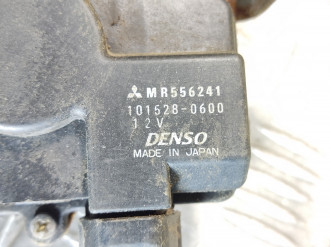 MR556241
101528-0600
12V
DENSO
MADE IN JAPAN